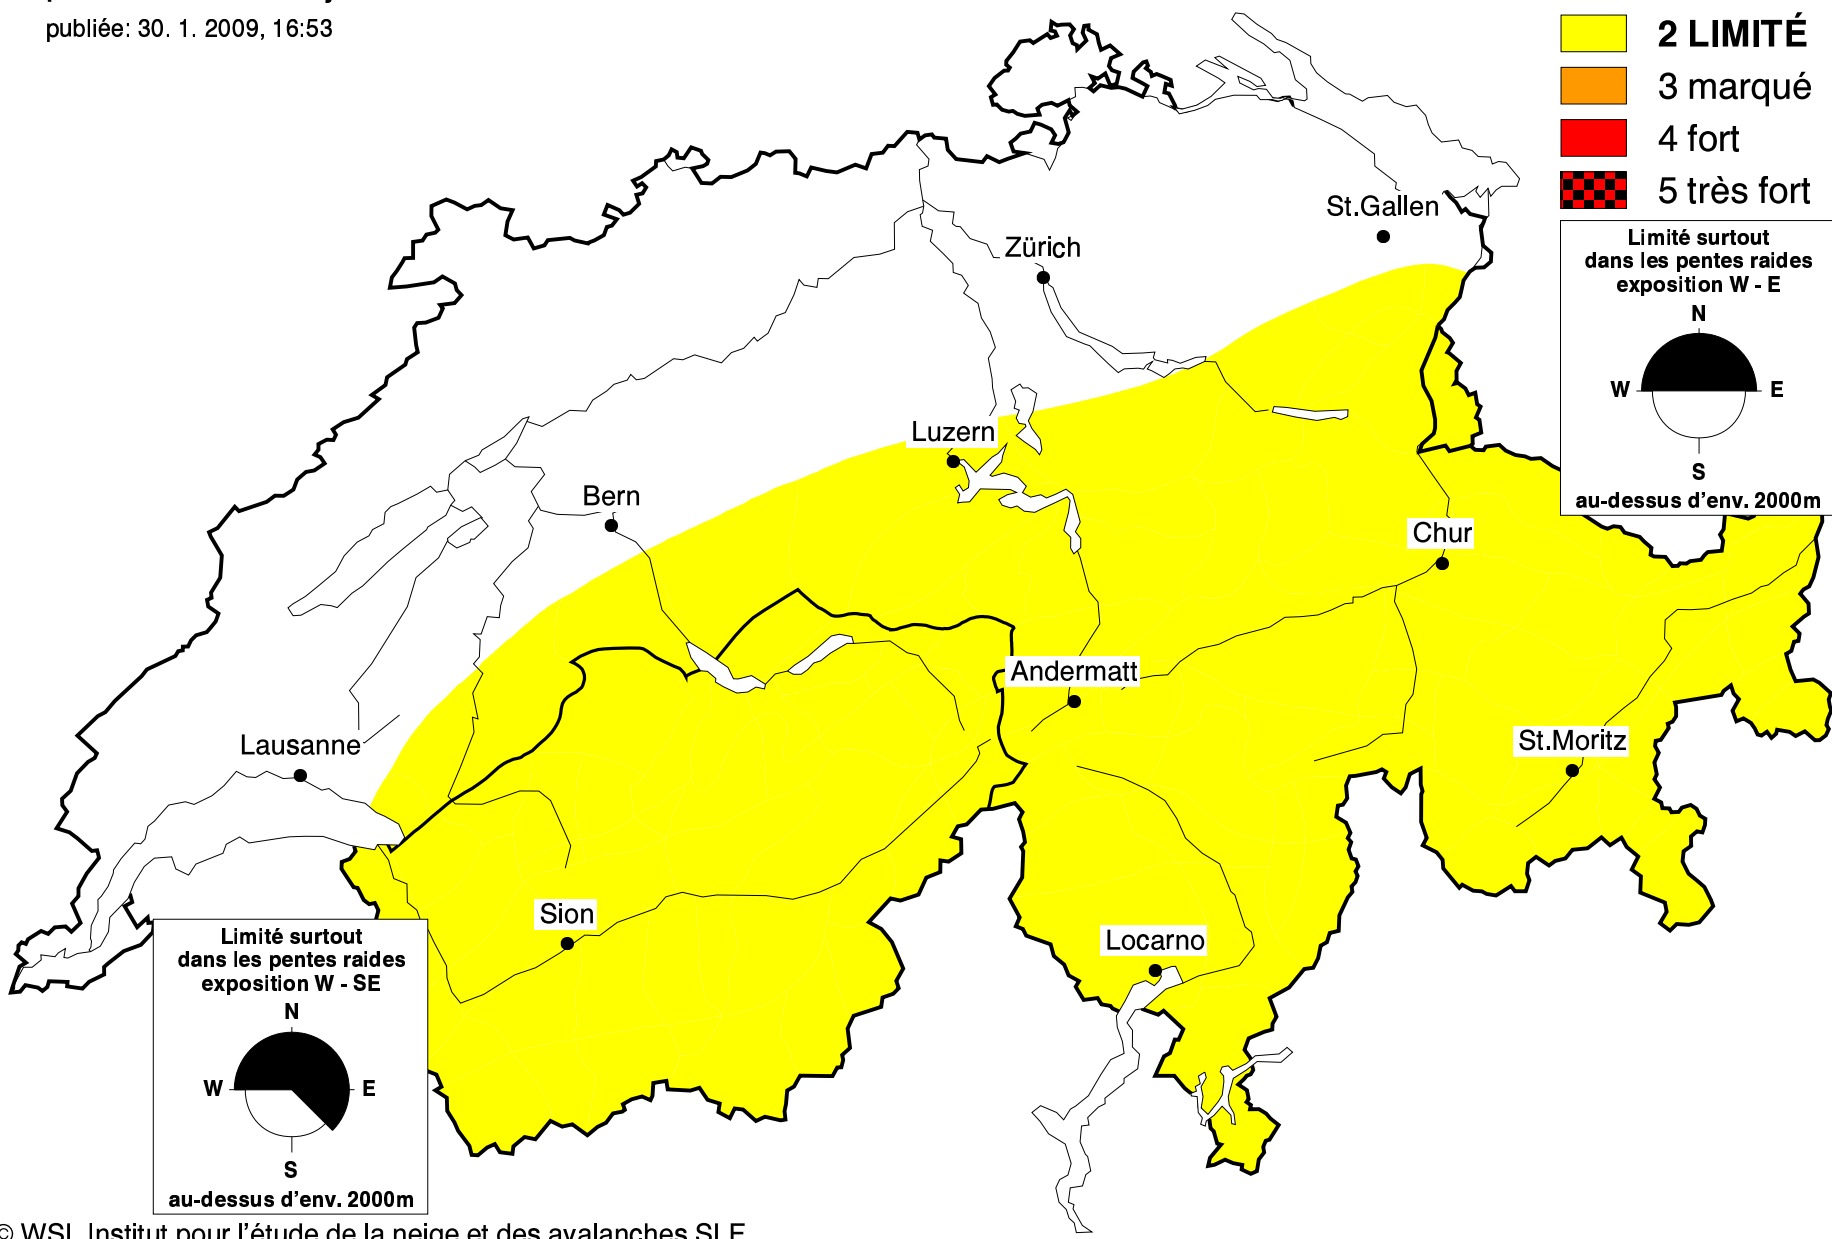 publiée: 30. 1. 2009, 16:53
2 LIMITÉ
3 marqué
4 fort
5 très fort
Limité surtout
dans les pentes raides
exposition W - E
N
W
E
S
au-dessus d'env. 2000m
St.Gallen
Zürich
Luzern
Bern
Chur
Andermatt
Lausanne
St.Moritz
Sion
Locarno
Limité surtout
dans les pentes raides
exposition W - SE
N
W
E
S
au-dessus d'env. 2000m
© WSL Institut pour l'étude de la neige et des avalanches SLF